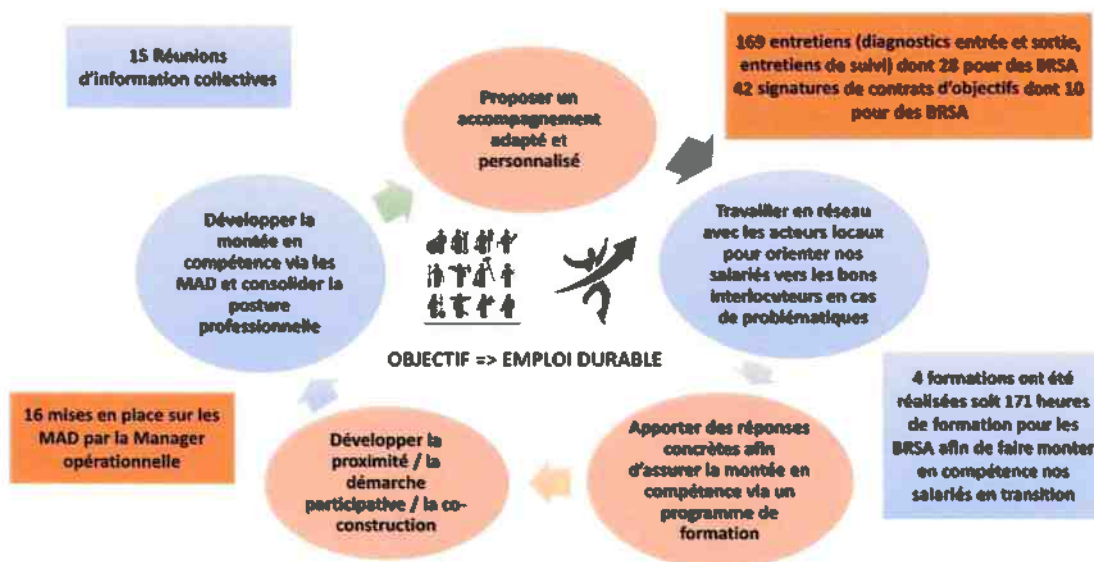 15 Réunions
d'information collectives
169 entretiens (diagnostics entrée et sortie,
entretiens de suivi) dont 28 pour des BRSA
42 signatures de contrats d'objectifs dont 10
pour des BRSA
Proposer un
accompagnement
adapté et
personnalisé
Développer la
montée en
compétence via les
MAD et consolider la
posture
professionnelle
Travailler en réseau
avec les acteurs locaux
pour orienter nos
salariés vers les bons
interlocuteurs en cas
de problématiques
OBJECTIF => EMPLOI DURABLE
16 mises en place sur les
MAD par la Manager
opérationnelle
Développer la
proximité / la
démarche
participative / la co-
construction
Apporter des réponses
concrètes afin
d'assurer la montée en
compétence via un
programme de
formation
4 formations ont été
réalisées soit 171 heures
de formation pour les
BRSA afin de faire monter
en compétence nos
salariés en transition